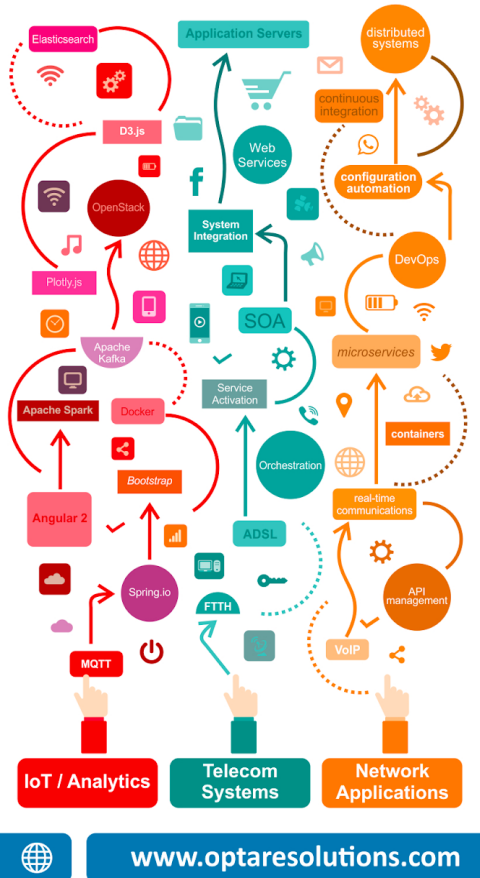 Elasticsearch
D3.js
OpenStack
Plotly.js
Apache
Kafka
Apache Spark
Docker
Bootstrap
Angular 2
Spring.io
MQTT
IoT / Analytics
Application Servers
Web
Services
System
Integration
SOA
Service
Activation
Orchestration
ADSL
FTTH
Telecom
Systems
distributed
systems
continuous
integration
configuration
automation
DevOps
microservices
containers
real-time
communications
API
management
VoIP
Network
Applications
www.optaresolutions.com